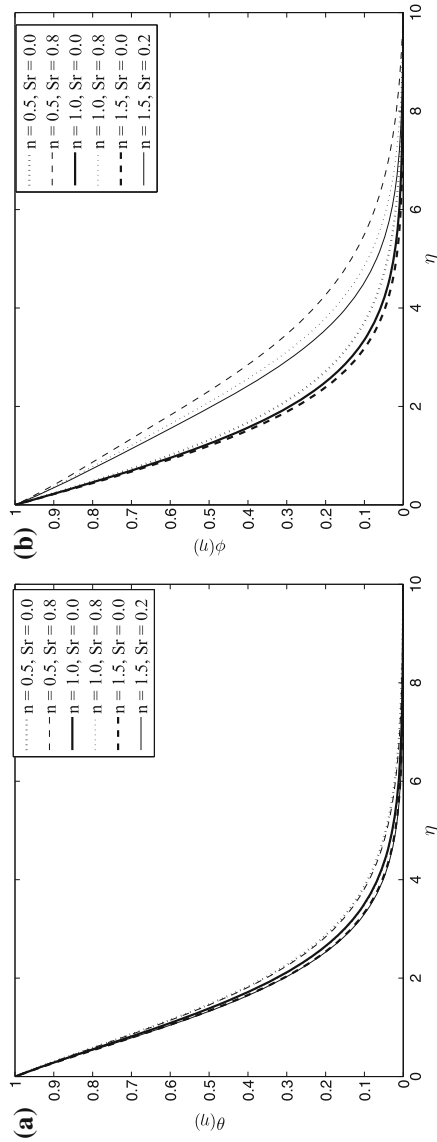 (a)
1
0.9
0.8
0.7
0.6
0.5
0.4
0.3
0.2
0.1
0
θ(η)
0
2
4
6
8
10
η
n = 0.5, Sr = 0.0
n = 0.5, Sr = 0.8
n = 1.0, Sr = 0.0
n = 1.0, Sr = 0.8
n = 1.5, Sr = 0.0
n = 1.5, Sr = 0.2
(b)
1
0.9
0.8
0.7
0.6
0.5
0.4
0.3
0.2
0.1
0
ϕ(η)
0
2
4
6
8
10
η
n = 0.5, Sr = 0.0
n = 0.5, Sr = 0.8
n = 1.0, Sr = 0.0
n = 1.0, Sr = 0.8
n = 1.5, Sr = 0.0
n = 1.5, Sr = 0.2